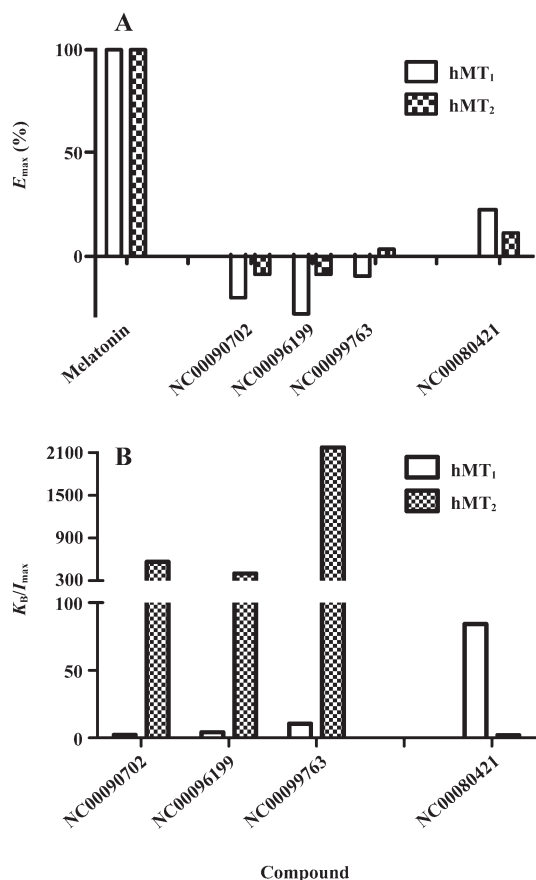 A
100
50
0
Emax (%)
hMT1
hMT2
Melatonin
NC00090702
NC00096199
NC00099763
NC00080421
B
2100
1500
900
300
100
50
0
KB/Imax
hMT1
hMT2
NC00090702
NC00096199
NC00099763
NC00080421
Compound